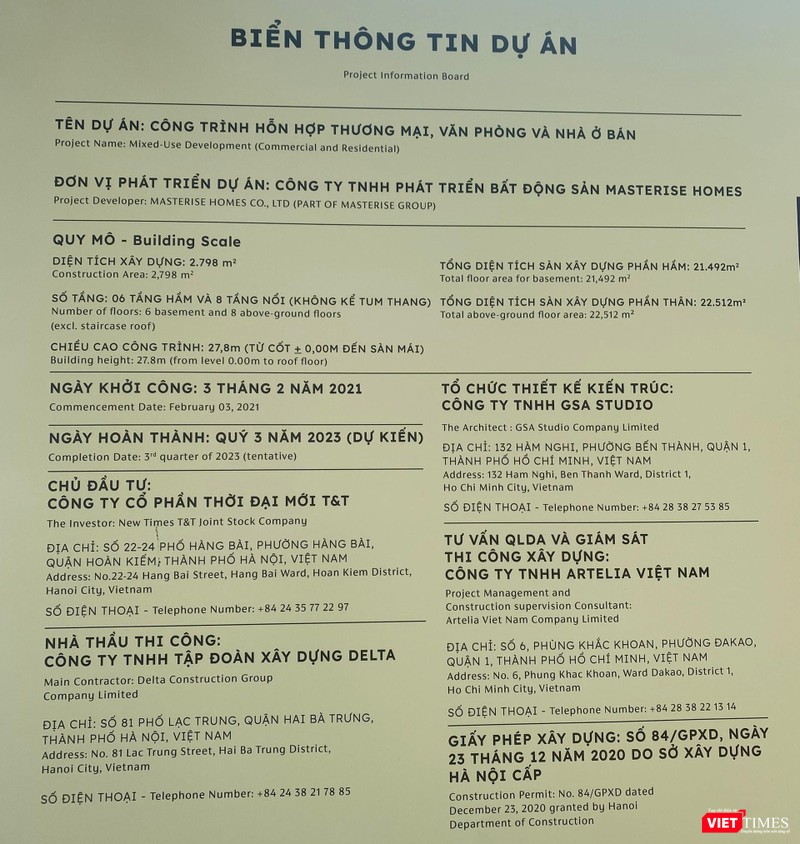 BIỂN THÔNG TIN DỰ ÁN
Project Information Board
TÊN DỰ ÁN: CÔNG TRÌNH HỖN HỢP THƯƠNG MẠI, VĂN PHÒNG VÀ NHÀ Ở BÁN
Project Name: Mixed-Use Development (Commercial and Residential)
ĐƠN VỊ PHÁT TRIỂN DỰ ÁN: CÔNG TY TNHH PHÁT TRIỂN BẤT ĐỘNG SẢN MASTERISE HOMES
Project Developer: MASTERISE HOMES CO., LTD (PART OF MASTERISE GROUP)
QUY MÔ - Building Scale
DIỆN TÍCH XÂY DỰNG: 2.798 m²
Construction Area: 2,798 m²
SỐ TẦNG: 06 TẦNG HẦM VÀ 8 TẦNG NỔI (KHÔNG KỂ TUM THANG)
Number of floors: 6 basement and 8 above-ground floors
(excl. staircase roof)
CHIỀU CAO CÔNG TRÌNH: 27,8m (TỪ CỐT ± 0,00M ĐẾN SÀN MÁI)
Building height: 27.8m (from level 0.00m to roof floor)
TỔNG DIỆN TÍCH SÀN XÂY DỰNG PHẦN HẦM: 21.492m²
Total floor area for basement: 21,492 m²
TỔNG DIỆN TÍCH SÀN XÂY DỰNG PHẦN THÂN: 22.512m²
Total above-ground floor area: 22,512 m²
NGÀY KHỞI CÔNG: 3 THÁNG 2 NĂM 2021
Commencement Date: February 03, 2021
NGÀY HOÀN THÀNH: QUÝ 3 NĂM 2023 (DỰ KIẾN)
Completion Date: 3rd quarter of 2023 (tentative)
CHỦ ĐẦU TƯ:
CÔNG TY CỔ PHẦN THỜI ĐẠI MỚI T&T
The Investor: New Times T&T Joint Stock Company
ĐỊA CHỈ: SỐ 22-24 PHỐ HÀNG BÀI, PHƯỜNG HÀNG BÀI,
QUẬN HOÀN KIẾM, THÀNH PHỐ HÀ NỘI, VIỆT NAM
Address: No.22-24 Hang Bai Street, Hang Bai Ward, Hoan Kiem District,
Hanoi City, Vietnam
SỐ ĐIỆN THOẠI - Telephone Number: +84 24 35 77 22 97
NHÀ THẦU THI CÔNG:
CÔNG TY TNHH TẬP ĐOÀN XÂY DỰNG DELTA
Main Contractor: Delta Construction Group
Company Limited
ĐỊA CHỈ: SỐ 81 PHỐ LẠC TRUNG, QUẬN HAI BÀ TRƯNG,
THÀNH PHỐ HÀ NỘI, VIỆT NAM
Address: No. 81 Lac Trung Street, Hai Ba Trung District,
Hanoi City, Vietnam
SỐ ĐIỆN THOẠI - Telephone Number: +84 24 38 21 78 85
TỔ CHỨC THIẾT KẾ KIẾN TRÚC:
CÔNG TY TNHH GSA STUDIO
The Architect : GSA Studio Company Limited
ĐỊA CHỈ: 132 HÀM NGHI, PHƯỜNG BẾN THÀNH, QUẬN 1,
THÀNH PHỐ HỒ CHÍ MINH, VIỆT NAM
Address: 132 Ham Nghi, Ben Thanh Ward, District 1,
Ho Chi Minh City, Vietnam
SỐ ĐIỆN THOẠI - Telephone Number: +84 28 38 27 53 85
TƯ VẤN QLDA VÀ GIÁM SÁT
THI CÔNG XÂY DỰNG:
CÔNG TY TNHH ARTELIA VIỆT NAM
Project Management and
Construction supervision Consultant:
Artelia Viet Nam Company Limited
ĐỊA CHỈ: SỐ 6, PHÙNG KHẮC KHOAN, PHƯỜNG ĐAKAO,
QUẬN 1, THÀNH PHỐ HỒ CHÍ MINH, VIỆT NAM
Address: No. 6, Phung Khac Khoan, Ward Dakao, District 1,
Ho Chi Minh City, Vietnam
SỐ ĐIỆN THOẠI - Telephone Number: +84 28 38 22 13 14
GIẤY PHÉP XÂY DỰNG: SỐ 84/GPXD, NGÀY
23 THÁNG 12 NĂM 2020 DO SỞ XÂY DỰNG
HÀ NỘI CẤP
Construction Permit: No. 84/GPXD dated
December 23, 2020 granted by Hanoi
Department of Construction
VIETTIMES